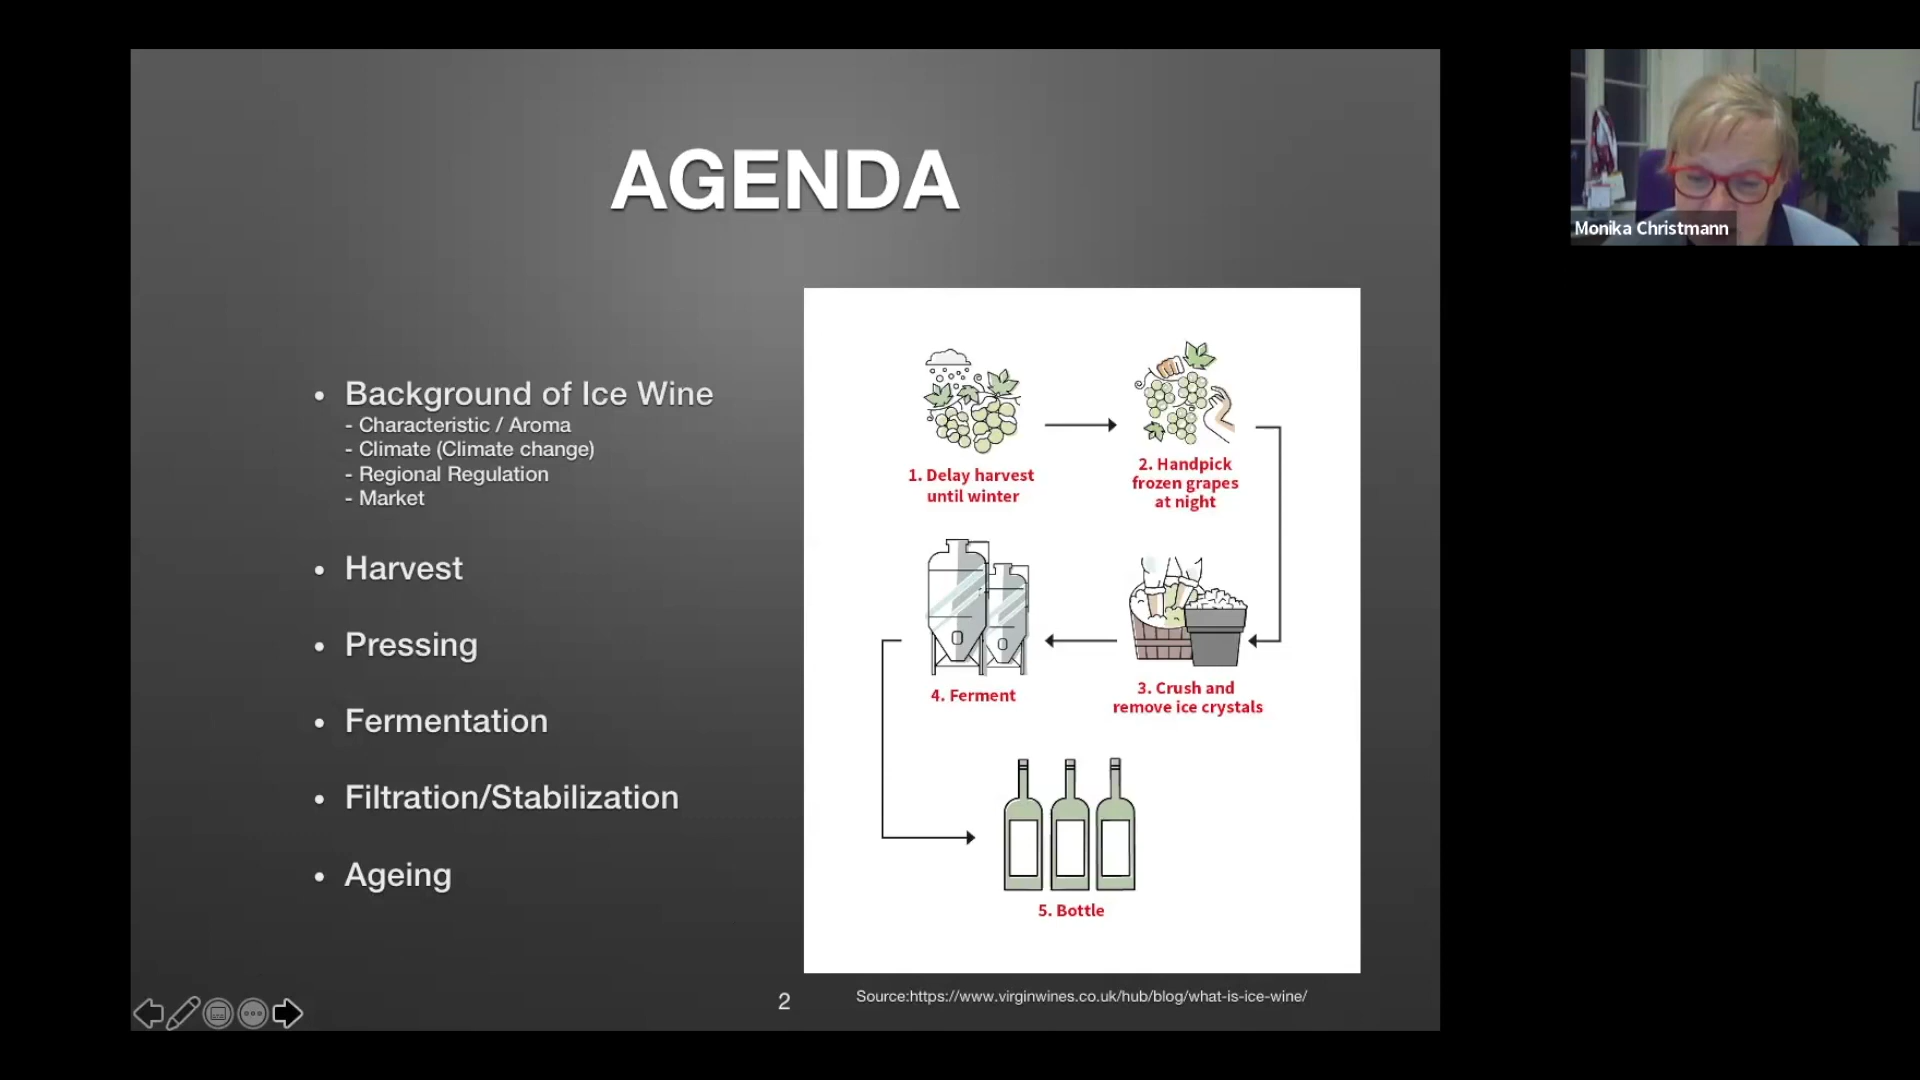 AGENDA
Monika Christmann
• Background of Ice Wine
- Characteristic / Aroma
- Climate (Climate change)
- Regional Regulation
- Market
• Harvest
• Pressing
• Fermentation
• Filtration/Stabilization
• Ageing
1. Delay harvest
until winter
2. Handpick
frozen grapes
at night
3. Crush and
remove ice crystals
4. Ferment
5. Bottle
2
Source:https://www.virginwines.co.uk/hub/blog/what-is-ice-wine/